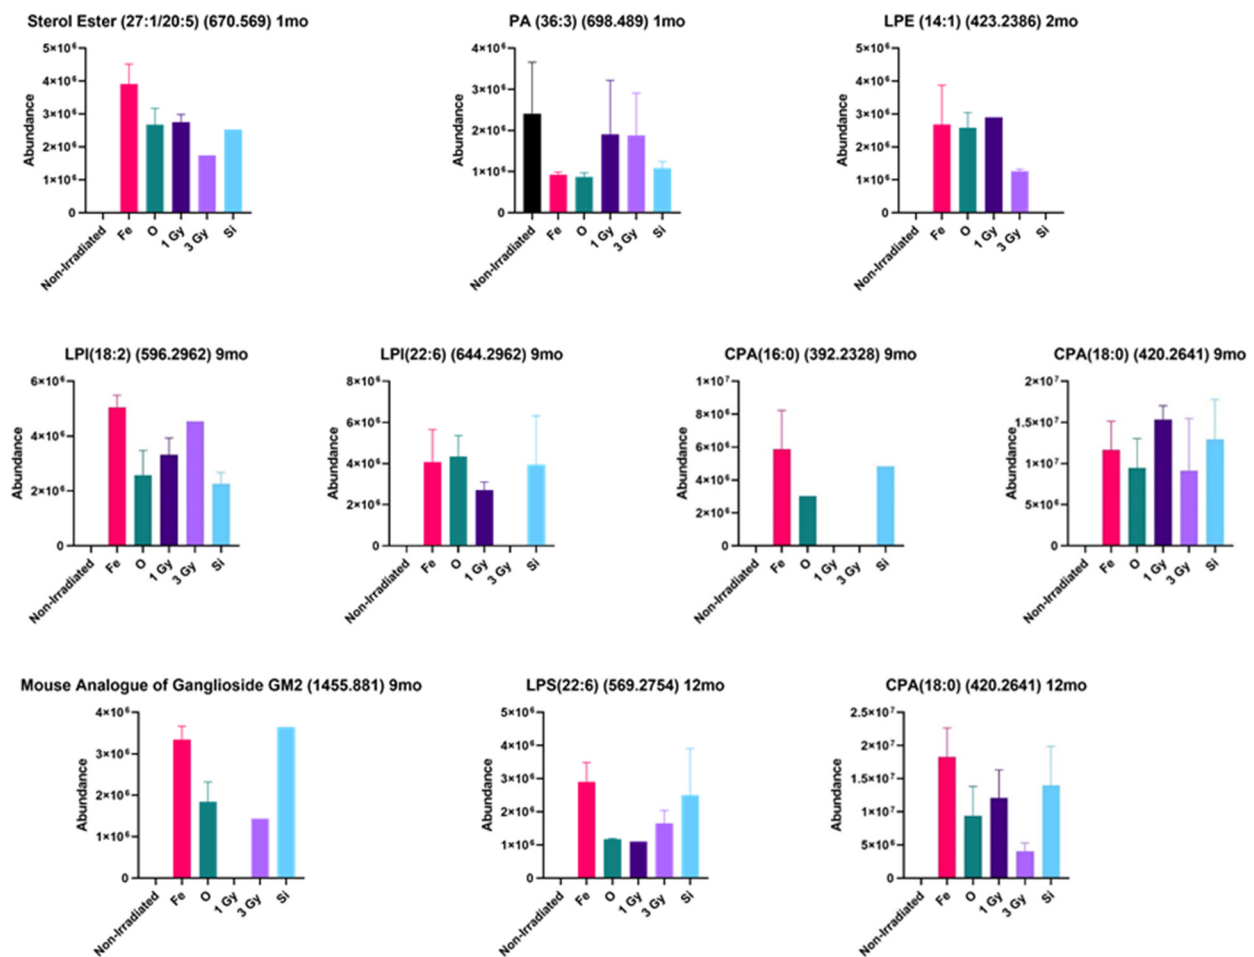 Sterol Ester (27:1/20:5) (670.569) 1mo
5×10⁶
4×10⁶
3×10⁶
2×10⁶
1×10⁶
0
Abundance
Non-Irradiated
Fe
O
1 Gy
3 Gy
Si
PA (36:3) (698.489) 1mo
4×10⁶
3×10⁶
2×10⁶
1×10⁶
0
Abundance
Non-Irradiated
Fe
O
1 Gy
3 Gy
Si
LPE (14:1) (423.2386) 2mo
5×10⁶
4×10⁶
3×10⁶
2×10⁶
1×10⁶
0
Abundance
Non-Irradiated
Fe
O
1 Gy
3 Gy
Si
LPI(18:2) (596.2962) 9mo
6×10⁶
4×10⁶
2×10⁶
0
Abundance
Non-Irradiated
Fe
O
1 Gy
3 Gy
Si
LPI(22:6) (644.2962) 9mo
8×10⁶
6×10⁶
4×10⁶
2×10⁶
0
Abundance
Non-Irradiated
Fe
O
1 Gy
3 Gy
Si
CPA(16:0) (392.2328) 9mo
1×10⁷
8×10⁶
6×10⁶
4×10⁶
2×10⁶
0
Abundance
Non-Irradiated
Fe
O
1 Gy
3 Gy
Si
CPA(18:0) (420.2641) 9mo
2×10⁷
1.5×10⁷
1×10⁷
5×10⁶
0
Abundance
Non-Irradiated
Fe
O
1 Gy
3 Gy
Si
Mouse Analogue of Ganglioside GM2 (1455.881) 9mo
4×10⁶
3×10⁶
2×10⁶
1×10⁶
0
Abundance
Non-Irradiated
Fe
O
1 Gy
3 Gy
Si
LPS(22:6) (569.2754) 12mo
5×10⁶
4×10⁶
3×10⁶
2×10⁶
1×10⁶
0
Abundance
Non-Irradiated
Fe
O
1 Gy
3 Gy
Si
CPA(18:0) (420.2641) 12mo
2.5×10⁷
2×10⁷
1.5×10⁷
1×10⁷
5×10⁶
0
Abundance
Non-Irradiated
Fe
O
1 Gy
3 Gy
Si